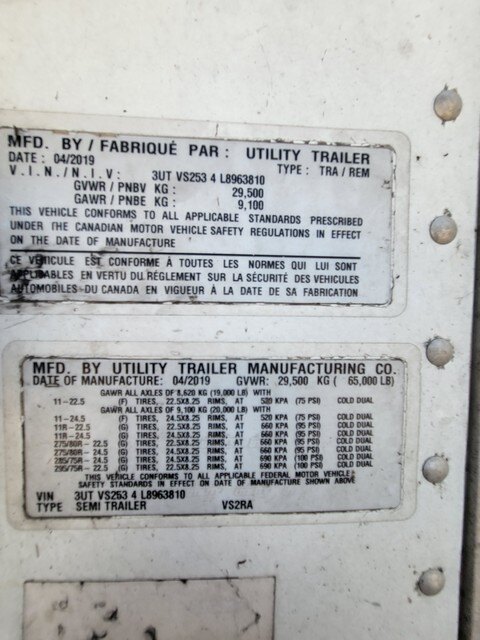 MFD. BY / FABRIQUÉ PAR : UTILITY TRAILER
DATE : 04/2019 TYPE : TRA / REM
V.I.N./N.I.V: 3UT VS253 4 L8963810
GVWR / PNBV KG : 29,500
GAWR / PNBE KG : 9,100
THIS VEHICLE CONFORMS TO ALL APPLICABLE STANDARDS PRESCRIBED
UNDER THE CANADIAN MOTOR VEHICLE SAFETY REGULATIONS IN EFFECT
ON THE DATE OF MANUFACTURE
CE VÉHICULE EST CONFORME À TOUTES LES NORMES QUI LUI SONT
APPLICABLES EN VERTU DU RÉGLEMENT SUR LA SÉCURITÉ DES VEHICULES
AUTOMOBILES DU CANADA EN VIGUEUR À LA DATE DE SA FABRICATION
MFD. BY UTILITY TRAILER MANUFACTURING CO.
DATE OF MANUFACTURE: 04/2019 GVWR: 29,500 KG ( 65,000 LB)
GAWR ALL AXLES OF 8,620 KG (19,000 LB) WITH
11-22.5 (F) TIRES, 22.5X8.25 RIMS, AT 520 KPA (75 PSI) COLD DUAL
GAWR ALL AXLES OF 9,100 KG (20,000 LB) WITH
11-24.5 (F) TIRES, 24.5X8.25 RIMS, AT 520 KPA (75 PSI) COLD DUAL
11R-22.5 (G) TIRES, 22.5X8.25 RIMS, AT 660 KPA (95 PSI) COLD DUAL
11R-24.5 (G) TIRES, 24.5X8.25 RIMS, AT 660 KPA (95 PSI) COLD DUAL
275/80R-22.5 (G) TIRES, 22.5X8.25 RIMS, AT 660 KPA (95 PSI) COLD DUAL
275/80R-24.5 (G) TIRES, 24.5X8.25 RIMS, AT 660 KPA (95 PSI) COLD DUAL
285/75R-24.5 (G) TIRES, 24.5X8.25 RIMS, AT 690 KPA (100 PSI) COLD DUAL
295/75R-22.5 (G) TIRES, 22.5X8.25 RIMS, AT 690 KPA (100 PSI) COLD DUAL
THIS VEHICLE CONFORMS TO ALL APPLICABLE FEDERAL MOTOR VEHICLE
SAFETY STANDARDS IN EFFECT ON DATE OF MANUFACTURE SHOWN ABOVE
VIN 3UT VS253 4 L8963810
TYPE SEMI TRAILER VS2RA